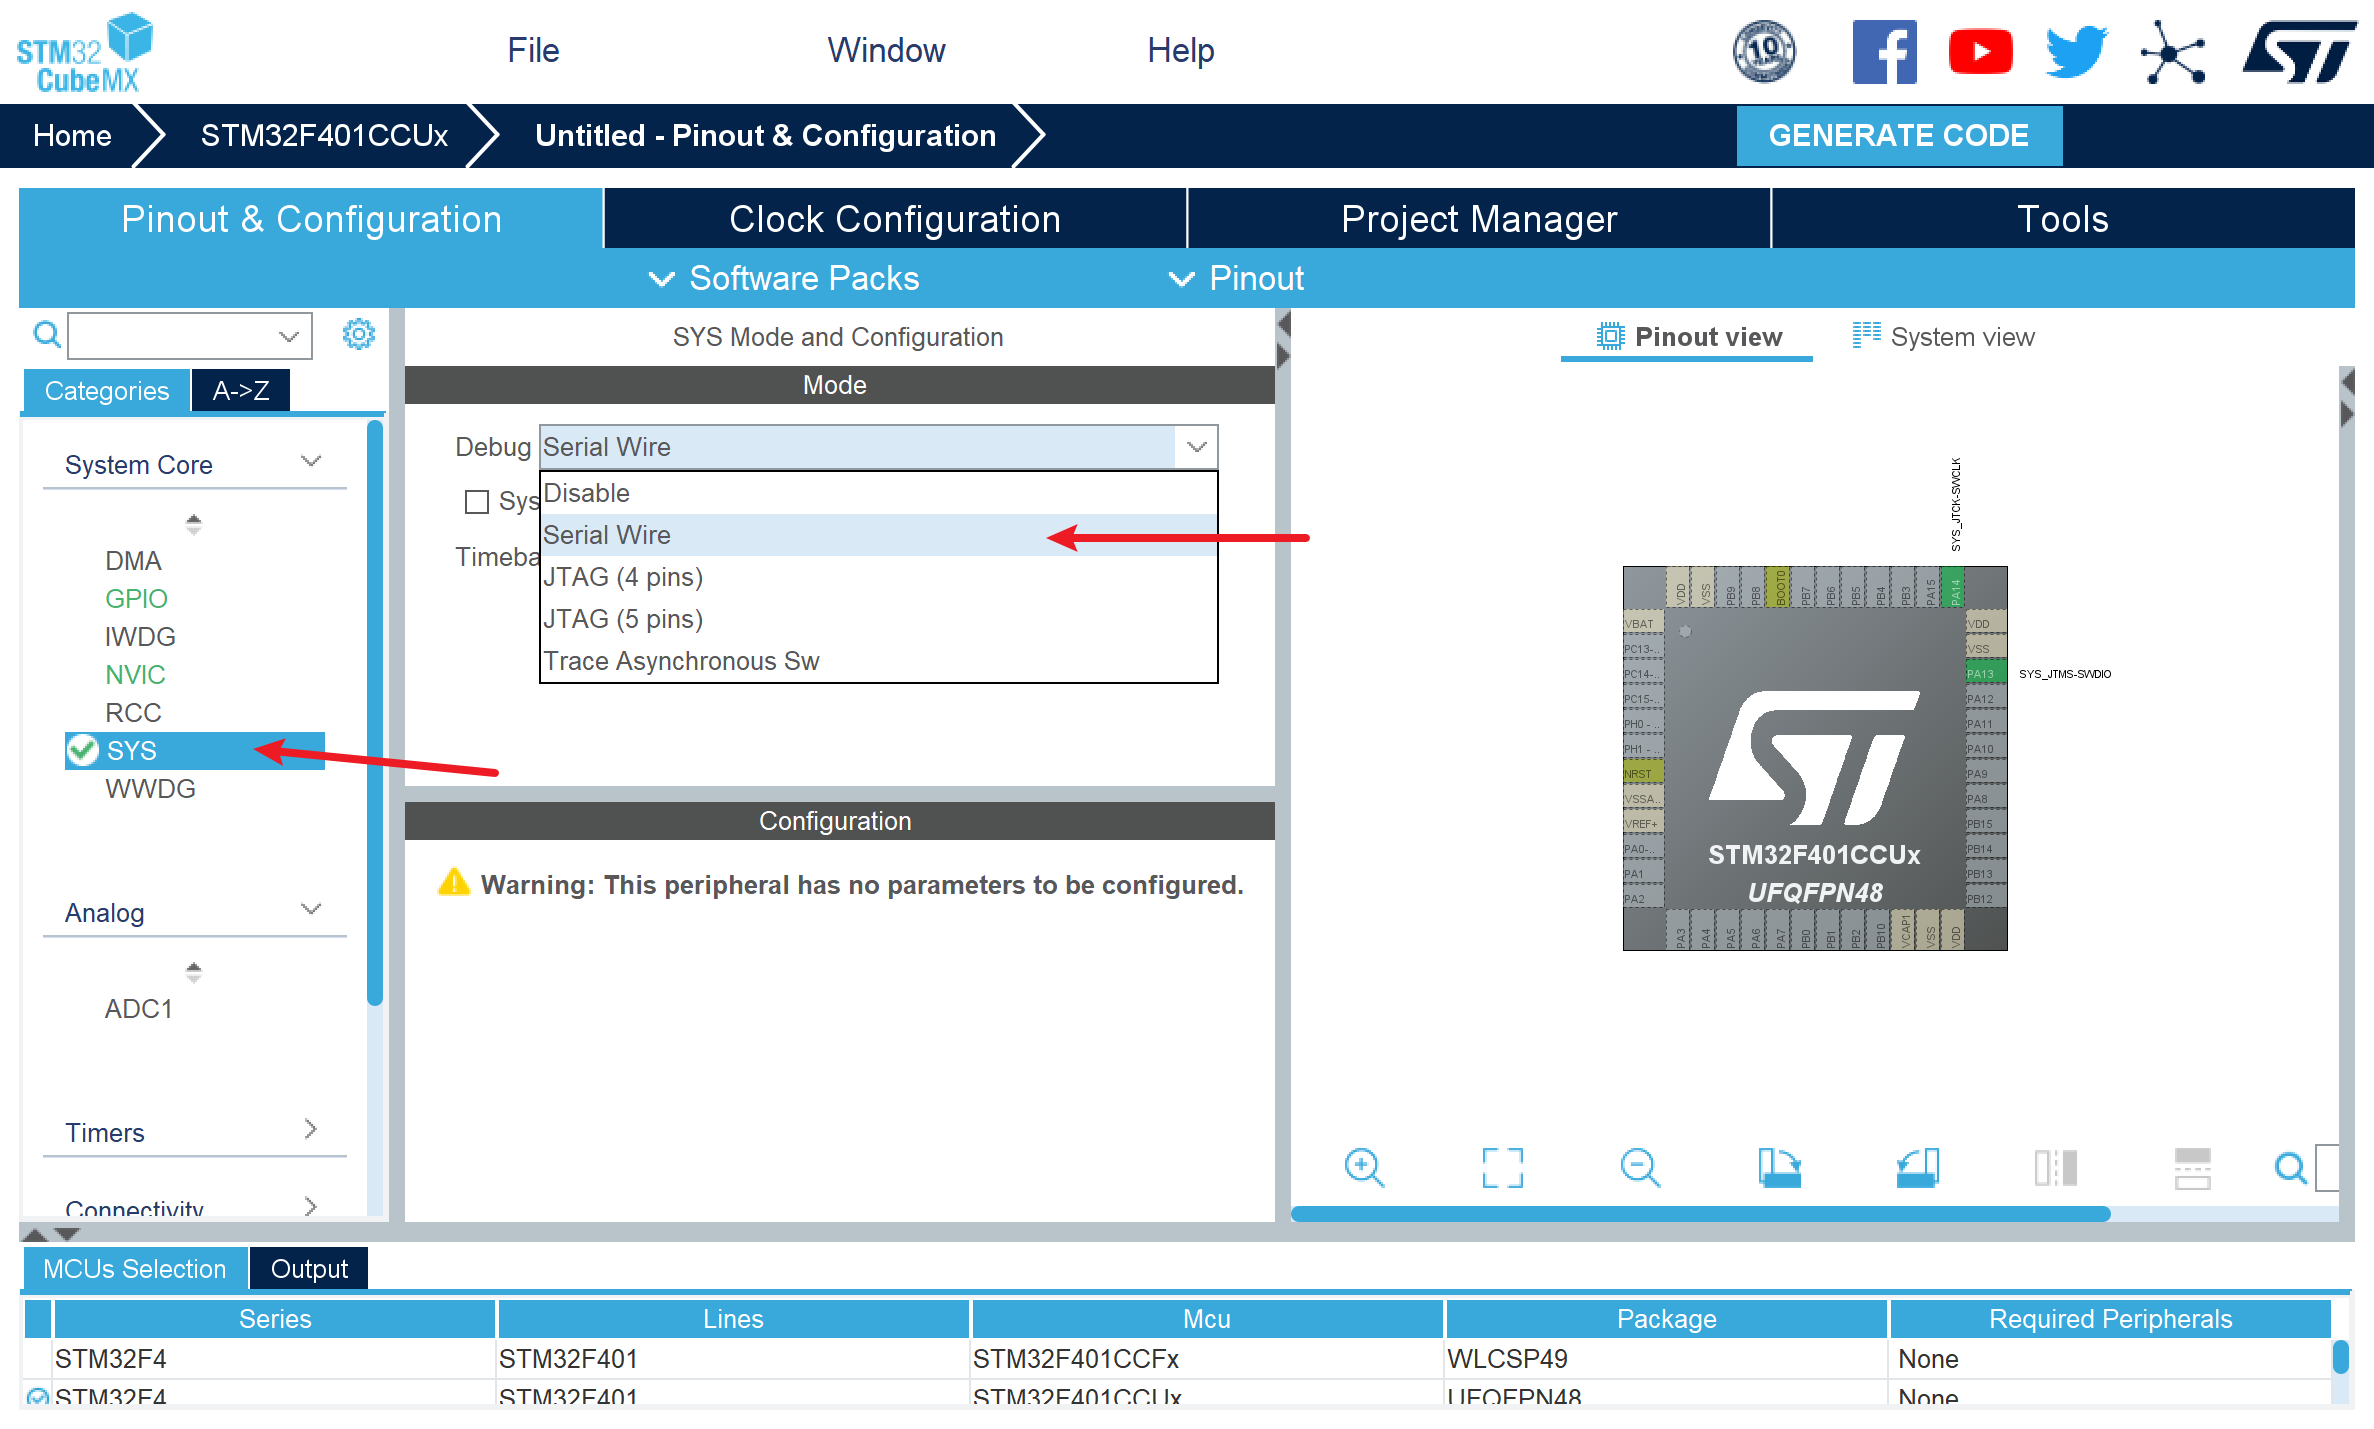 STM32
CubeMX
File
Window
Help
10
YEARS
Home
STM32F401CCUx
Untitled - Pinout & Configuration
GENERATE CODE
Pinout & Configuration
Clock Configuration
Project Manager
Tools
Software Packs
Pinout
Categories
A->Z
System Core
DMA
GPIO
IWDG
NVIC
RCC
SYS
WWDG
Analog
ADC1
Timers
Connectivity
SYS Mode and Configuration
Mode
Debug Serial Wire
Sys
Timeba
Disable
Serial Wire
JTAG (4 pins)
JTAG (5 pins)
Trace Asynchronous Sw
Configuration
Warning: This peripheral has no parameters to be configured.
Pinout view
System view
SYS_JTCK-SWCLK
VDD
VSS
PB9
PB8
BOOT0
PB7
PB6
PB5
PB4
PB3
PA15
PA14
VBAT
PC13-..
PC14-..
PC15-..
PH0 - ..
PH1 - ..
NRST
VSSA..
VREF+
PA0-..
PA1
PA2
VDD
VSS
PA13
SYS_JTMS-SWDIO
PA12
PA11
PA10
PA9
PA8
PB15
PB14
PB13
PB12
STM32F401CCUx
UFQFPN48
PA3
PA4
PA5
PA6
PA7
PB0
PB1
PB2
PB10
VCAP1
VSS
VDD
MCUs Selection
Output
Series Lines Mcu Package Required Peripherals
STM32F4 STM32F401 STM32F401CCFx WLCSP49 None
STM32F4 STM32F401 STM32F401CCUx UFQFPN48 None